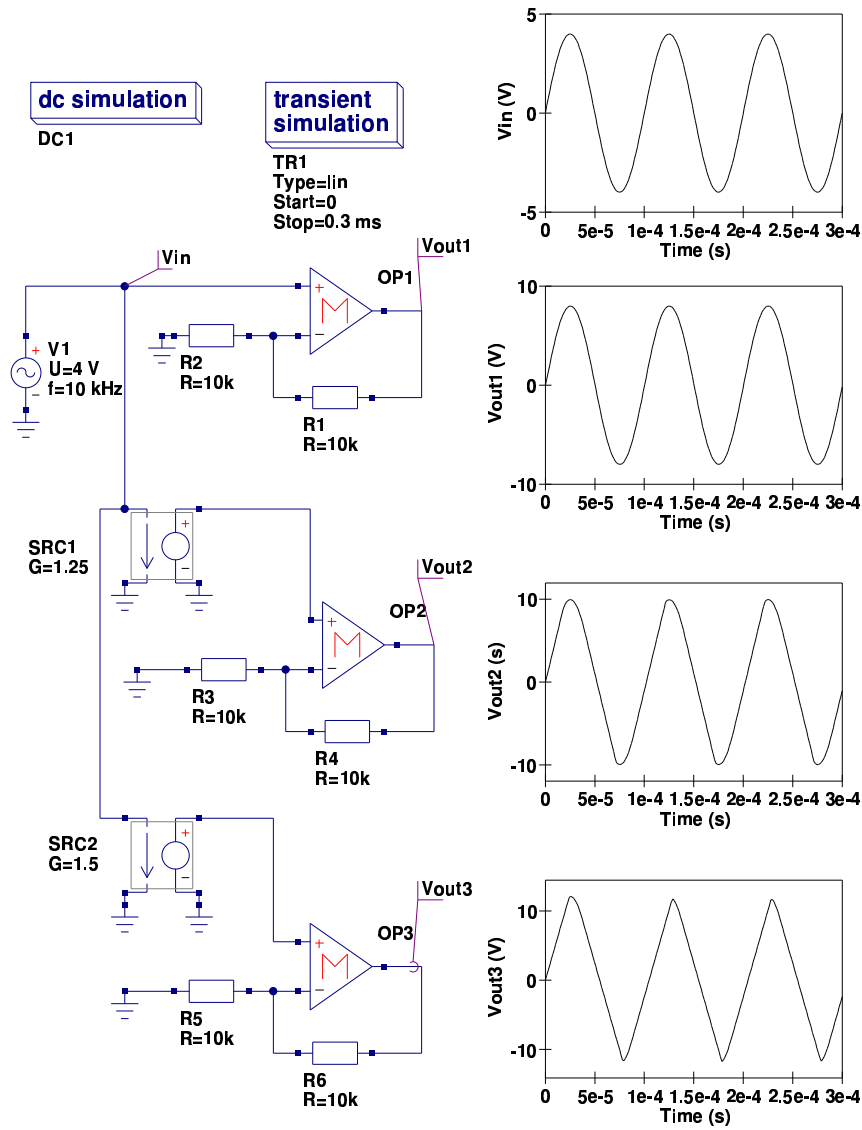 dc simulation
DC1
transient
simulation
TR1
Type=lin
Start=0
Stop=0.3 ms
Vin
V1
U=4 V
f=10 kHz
+
−
R2
R=10k
OP1
Vout1
+
−
R1
R=10k
SRC1
G=1.25
+
−
Vout2
OP2
+
−
R3
R=10k
R4
R=10k
SRC2
G=1.5
+
−
Vout3
OP3
+
−
R5
R=10k
R6
R=10k
Vin (V)
5
0
-5
0 5e-5 1e-4 1.5e-4 2e-4 2.5e-4 3e-4
Time (s)
Vout1 (V)
10
0
-10
0 5e-5 1e-4 1.5e-4 2e-4 2.5e-4 3e-4
Time (s)
Vout2 (s)
10
0
-10
0 5e-5 1e-4 1.5e-4 2e-4 2.5e-4 3e-4
Time (s)
Vout3 (V)
10
0
-10
0 5e-5 1e-4 1.5e-4 2e-4 2.5e-4 3e-4
Time (s)